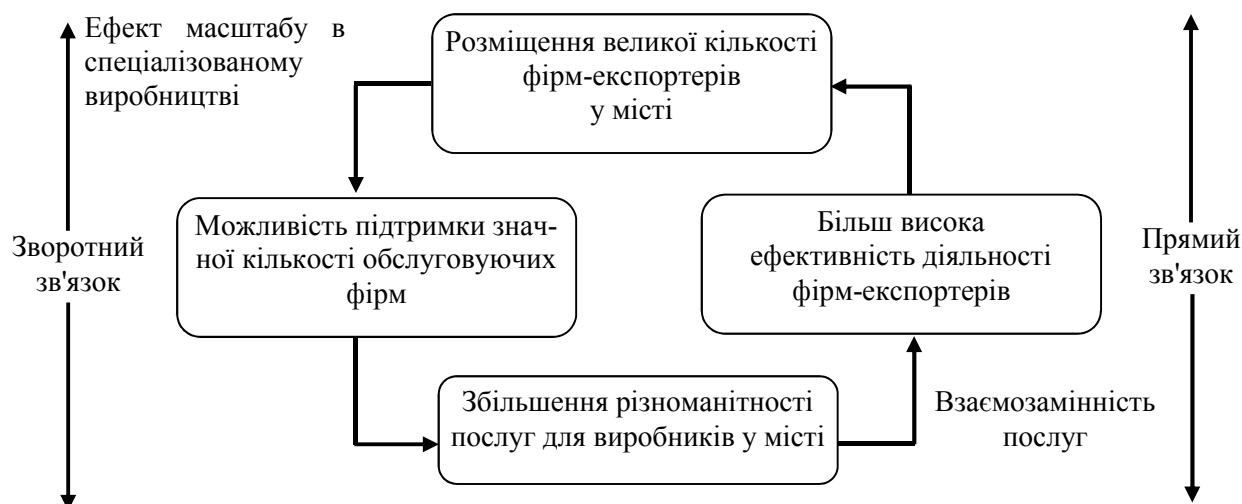 Ефект масштабу в
спеціалізованому
виробництві
Розміщення великої кількості
фірм-експортерів
у місті
Зворотний
зв'язок
Можливість підтримки знач-
ної кількості обслуговуючих
фірм
Більш висока
ефективність діяльності
фірм-експортерів
Прямий
зв'язок
Збільшення різноманітності
послуг для виробників у місті
Взаємозамінність
послуг